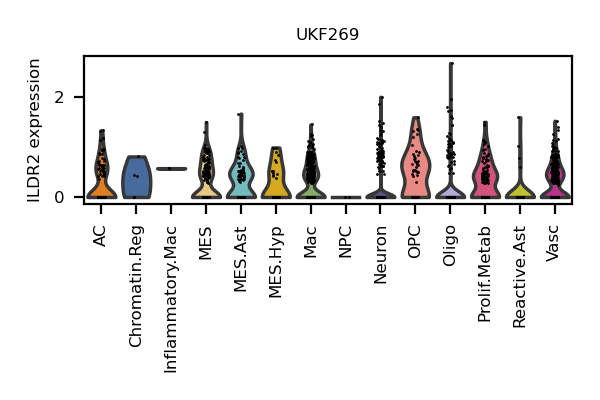 UKF269
ILDR2 expression
2
0
AC
Chromatin.Reg
Inflammatory.Mac
MES
MES.Ast
MES.Hyp
Mac
NPC
Neuron
OPC
Oligo
Prolif.Metab
Reactive.Ast
Vasc